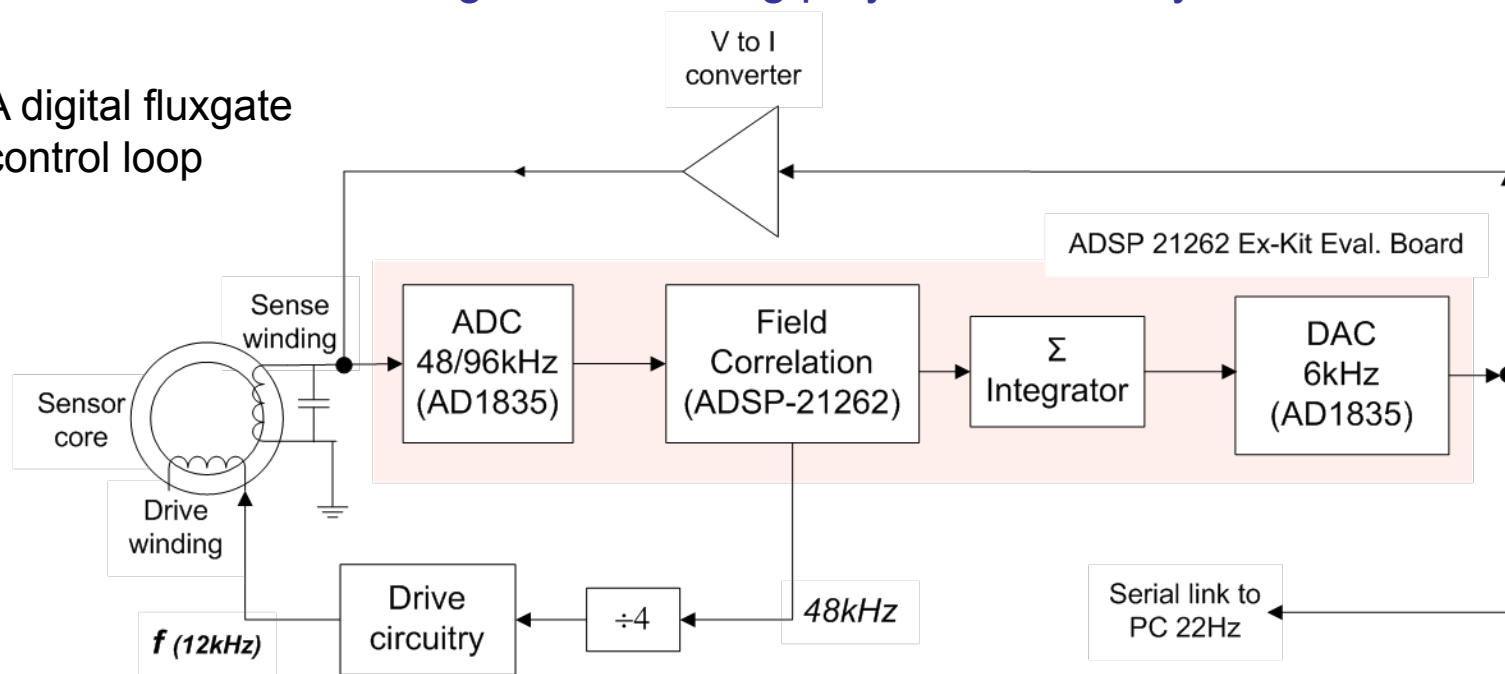 A digital fluxgate
control loop
V to I
converter
ADSP 21262 Ex-Kit Eval. Board
Sense
winding
ADC
48/96kHz
(AD1835)
Field
Correlation
(ADSP-21262)
Σ
Integrator
DAC
6kHz
(AD1835)
Sensor
core
Drive
winding
Drive
circuitry
÷4
48kHz
f (12kHz)
Serial link to
PC 22Hz